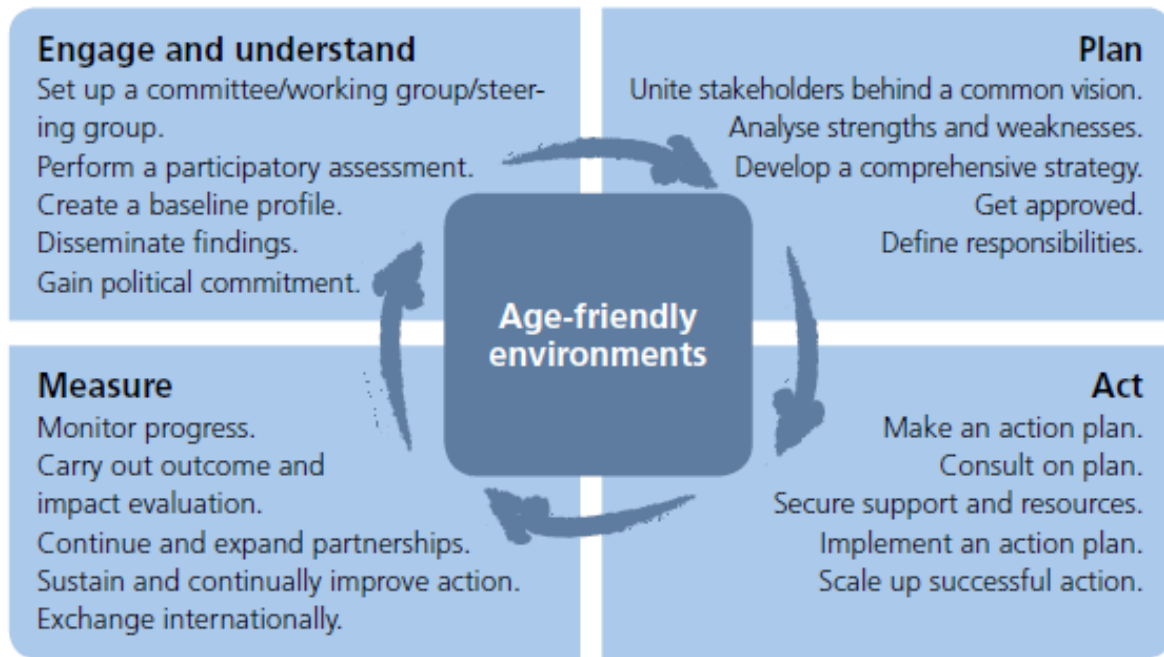 Engage and understand
Set up a committee/working group/steer-
ing group.
Perform a participatory assessment.
Create a baseline profile.
Disseminate findings.
Gain political commitment.
Plan
Unite stakeholders behind a common vision.
Analyse strengths and weaknesses.
Develop a comprehensive strategy.
Get approved.
Define responsibilities.
Age-friendly
environments
Measure
Monitor progress.
Carry out outcome and
impact evaluation.
Continue and expand partnerships.
Sustain and continually improve action.
Exchange internationally.
Act
Make an action plan.
Consult on plan.
Secure support and resources.
Implement an action plan.
Scale up successful action.